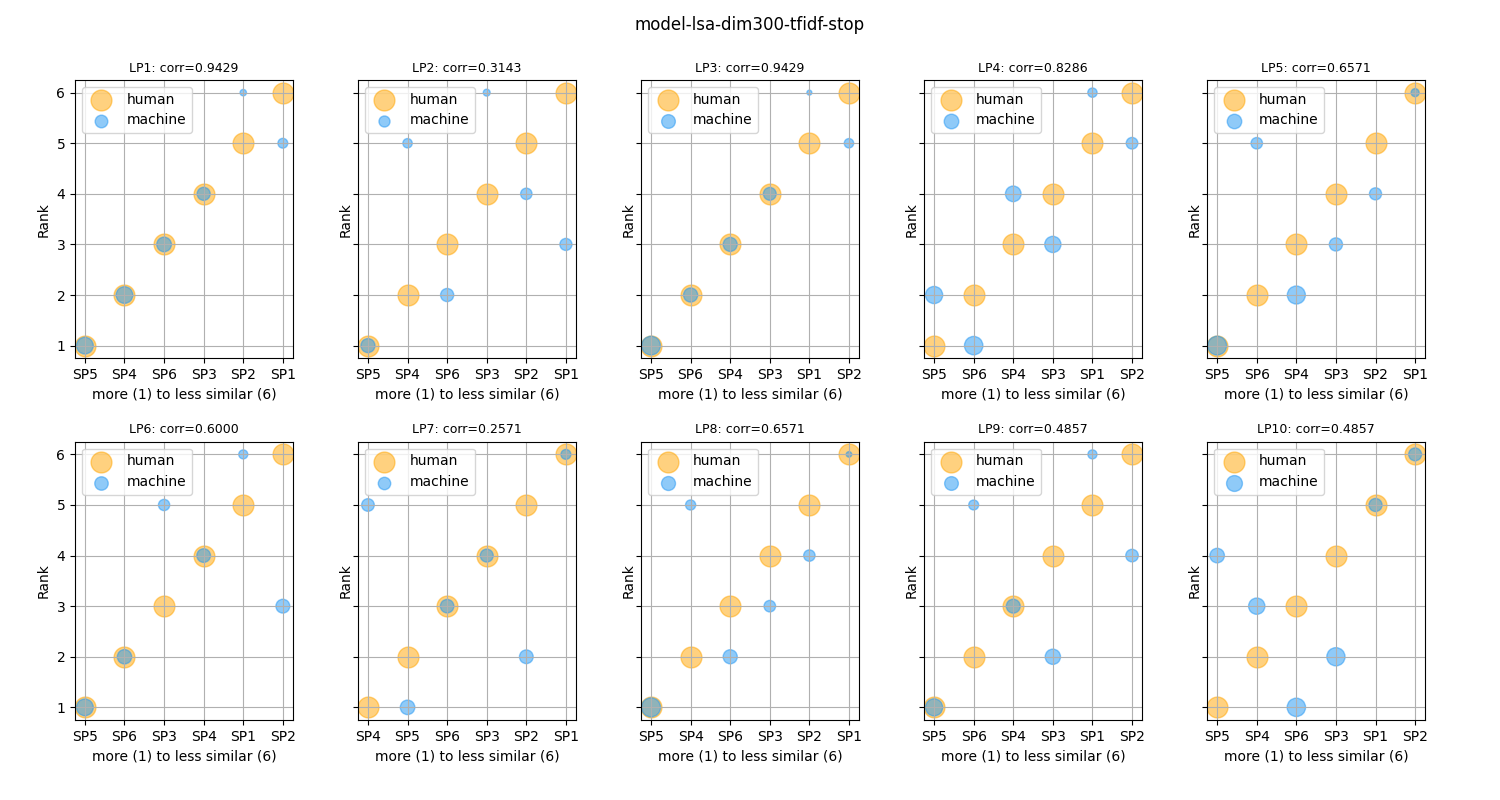 model-lsa-dim300-tfidf-stop
LP1: corr=0.9429
LP2: corr=0.3143
LP3: corr=0.9429
LP4: corr=0.8286
LP5: corr=0.6571
human
machine
human
machine
human
machine
human
machine
human
machine
6
5
4
3
2
1
Rank
Rank
Rank
Rank
Rank
SP5 SP4 SP6 SP3 SP2 SP1
SP5 SP4 SP6 SP3 SP2 SP1
SP5 SP6 SP4 SP3 SP1 SP2
SP5 SP6 SP4 SP3 SP1 SP2
SP5 SP6 SP4 SP3 SP2 SP1
more (1) to less similar (6)
more (1) to less similar (6)
more (1) to less similar (6)
more (1) to less similar (6)
more (1) to less similar (6)
LP6: corr=0.6000
LP7: corr=0.2571
LP8: corr=0.6571
LP9: corr=0.4857
LP10: corr=0.4857
human
machine
human
machine
human
machine
human
machine
human
machine
6
5
4
3
2
1
Rank
Rank
Rank
Rank
Rank
SP5 SP6 SP3 SP4 SP1 SP2
SP4 SP5 SP6 SP3 SP2 SP1
SP5 SP4 SP6 SP3 SP2 SP1
SP5 SP6 SP4 SP3 SP1 SP2
SP5 SP4 SP6 SP3 SP1 SP2
more (1) to less similar (6)
more (1) to less similar (6)
more (1) to less similar (6)
more (1) to less similar (6)
more (1) to less similar (6)